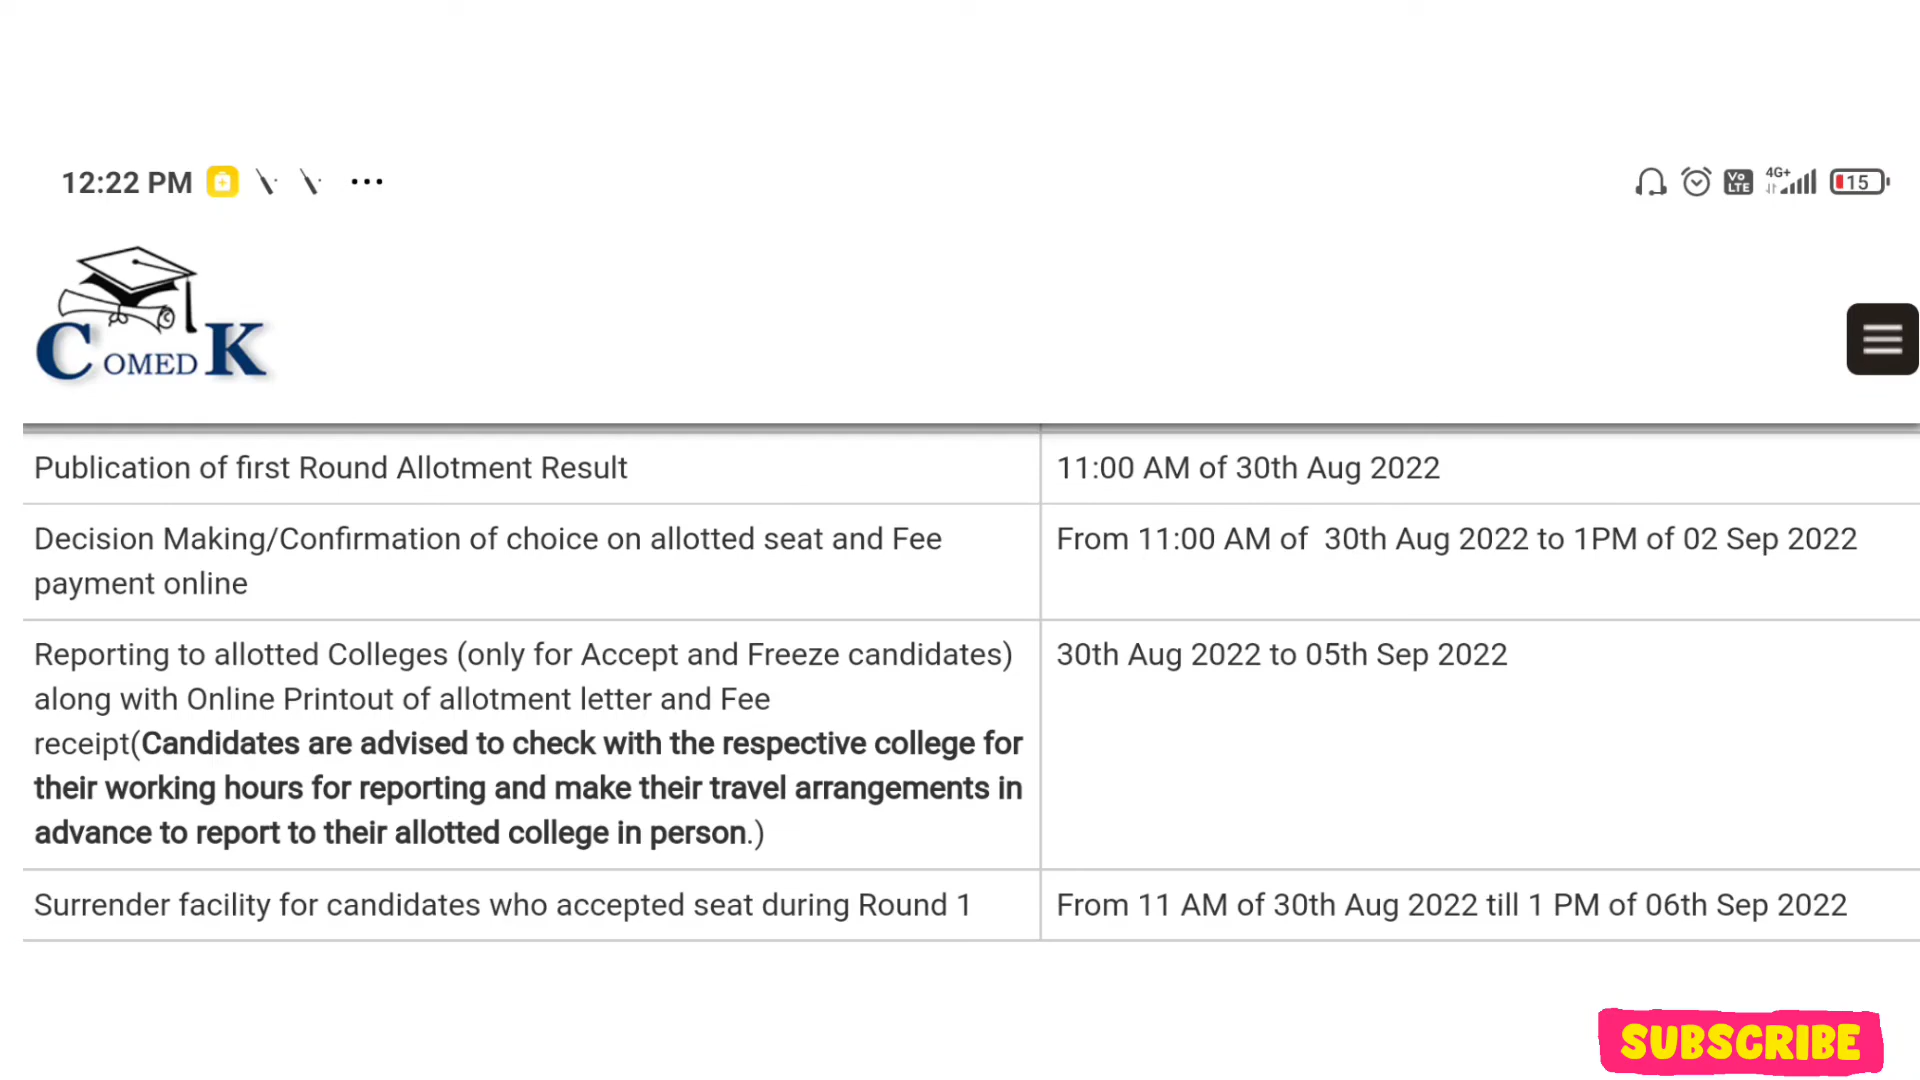 12:22 PM
Vo LTE 4G+ 15
COMEDK
Publication of first Round Allotment Result
11:00 AM of 30th Aug 2022
Decision Making/Confirmation of choice on allotted seat and Fee
payment online
From 11:00 AM of  30th Aug 2022 to 1PM of 02 Sep 2022
Reporting to allotted Colleges (only for Accept and Freeze candidates)
along with Online Printout of allotment letter and Fee
receipt(Candidates are advised to check with the respective college for
their working hours for reporting and make their travel arrangements in
advance to report to their allotted college in person.)
30th Aug 2022 to 05th Sep 2022
Surrender facility for candidates who accepted seat during Round 1
From 11 AM of 30th Aug 2022 till 1 PM of 06th Sep 2022
SUBSCRIBE